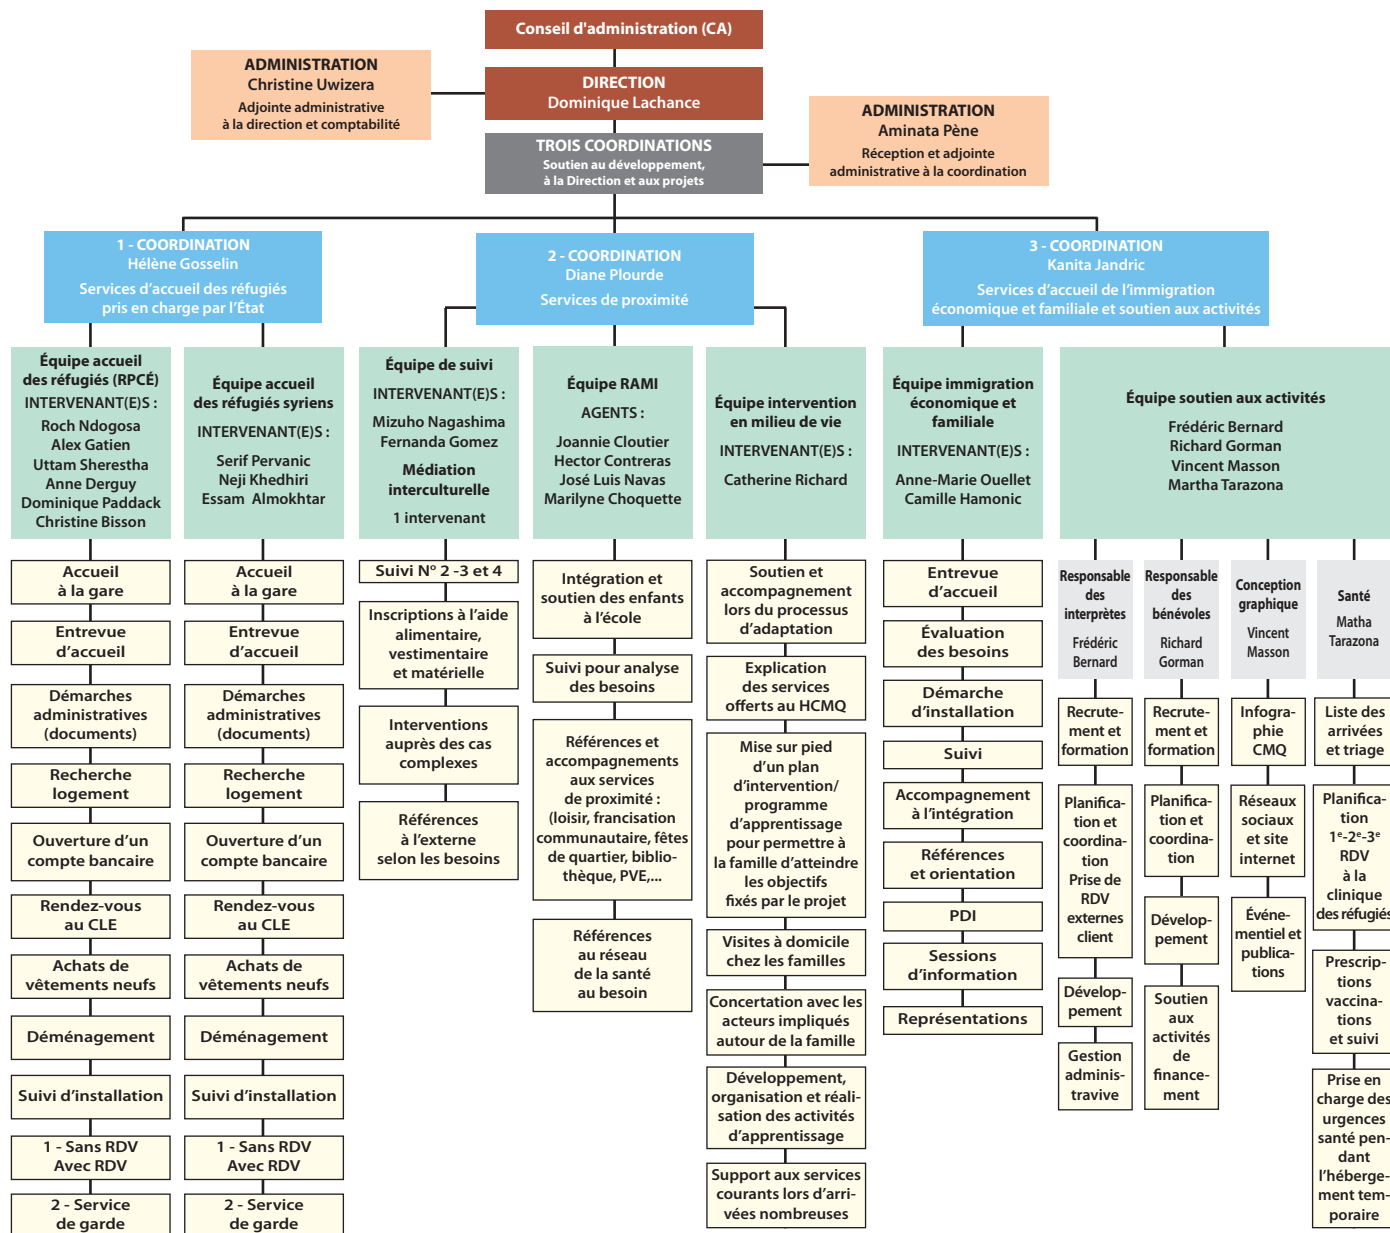 Conseil d'administration (CA)
ADMINISTRATION
Christine Uwizera
Adjointe administrative
à la direction et comptabilité
DIRECTION
Dominique Lachance
ADMINISTRATION
Aminata Pène
Réception et adjointe
administrative à la coordination
TROIS COORDINATIONS
Soutien au développement,
à la Direction et aux projets
1 - COORDINATION
Hélène Gosselin
Services d'accueil des réfugiés
pris en charge par l'État
2 - COORDINATION
Diane Plourde
Services de proximité
3 - COORDINATION
Kanita Jandric
Services d'accueil de l'immigration
économique et familiale et soutien aux activités
Équipe accueil
des réfugiés (RPCÉ)
INTERVENANT(E)S :
Roch Ndogosa
Alex Gatien
Uttam Sherestha
Anne Derguy
Dominique Paddack
Christine Bisson
Accueil
à la gare
Entrevue
d'accueil
Démarches
administratives
(documents)
Recherche
logement
Ouverture d'un
compte bancaire
Rendez-vous
au CLE
Achats de
vêtements neufs
Déménagement
Suivi d'installation
1 - Sans RDV
Avec RDV
2 - Service
de garde
Équipe accueil
des réfugiés syriens
INTERVENANT(E)S :
Serif Pervanic
Neji Khedhiri
Essam Almokhtar
Accueil
à la gare
Entrevue
d'accueil
Démarches
administratives
(documents)
Recherche
logement
Ouverture d'un
compte bancaire
Rendez-vous
au CLE
Achats de
vêtements neufs
Déménagement
Suivi d'installation
1 - Sans RDV
Avec RDV
2 - Service
de garde
Équipe de suivi
INTERVENANT(E)S :
Mizuho Nagashima
Fernanda Gomez
Médiation
interculturelle
1 intervenant
Suivi N° 2 -3 et 4
Inscriptions à l'aide
alimentaire,
vestimentaire
et matérielle
Interventions
auprès des cas
complexes
Références
à l'externe
selon les besoins
Équipe RAMI
AGENTS :
Joannie Cloutier
Hector Contreras
José Luis Navas
Marilyne Choquette
Intégration et
soutien des enfants
à l'école
Suivi pour analyse
des besoins
Références et
accompagnements
aux services
de proximité :
(loisir, francisation
communautaire, fêtes
de quartier, biblio-
thèque, PVE,...
Références
au réseau
de la santé
au besoin
Équipe intervention
en milieu de vie
INTERVENANT(E)S :
Catherine Richard
Soutien et
accompagnement
lors du processus
d'adaptation
Explication
des services
offerts au HCMQ
Mise sur pied
d'un plan
d'intervention/
programme
d'apprentissage
pour permettre à
la famille d'atteindre
les objectifs
fixés par le projet
Visites à domicile
chez les familles
Concertation avec les
acteurs impliqués
autour de la famille
Développement,
organisation et réali-
sation des activités
d'apprentissage
Support aux services
courants lors d'arri-
vées nombreuses
Équipe immigration
économique et
familiale
INTERVENANT(E)S :
Anne-Marie Ouellet
Camille Hamonic
Entrevue
d'accueil
Évaluation
des besoins
Démarche
d'installation
Suivi
Accompagnement
à l'intégration
Références
et orientation
PDI
Sessions
d'information
Représentations
Équipe soutien aux activités
Frédéric Bernard
Richard Gorman
Vincent Masson
Martha Tarazona
Responsable
des
interprètes
Frédéric
Bernard
Recrute-
ment et
formation
Planifica-
tion et
coordina-
tion
Prise de
RDV
externes
client
Dévelop-
pement
Gestion
adminis-
travive
Responsable
des
bénévoles
Richard
Gorman
Recrute-
ment et
formation
Planifica-
tion et
coordina-
tion
Dévelop-
pement
Soutien
aux
activités
de
finance-
ment
Conception
graphique
Vincent
Masson
Infogra-
phie
CMQ
Réseaux
sociaux
et site
internet
Événe-
mentiel et
publica-
tions
Santé
Matha
Tarazona
Liste des
arrivées
et triage
Planifica-
tion
1e-2e-3e
RDV
à la
clinique
des réfugiés
Prescrip-
tions
vaccina-
tions
et suivi
Prise en
charge des
urgences
santé pen-
dant
l'héberge-
ment tem-
poraire